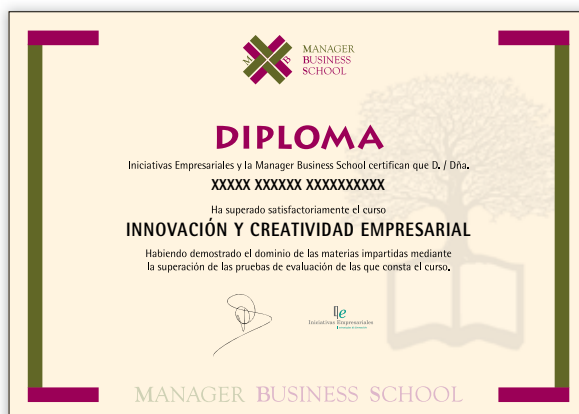 M B
MANAGER
BUSINESS
SCHOOL
DIPLOMA
Iniciativas Empresariales y la Manager Business School certifican que D. / Dña.
XXXXX XXXXXX XXXXXXXXXX
Ha superado satisfactoriamente el curso
INNOVACIÓN Y CREATIVIDAD EMPRESARIAL
Habiendo demostrado el dominio de las materias impartidas mediante
la superación de las pruebas de evaluación de las que consta el curso.
Ie
Iniciativas Empresariales
MANAGER BUSINESS SCHOOL